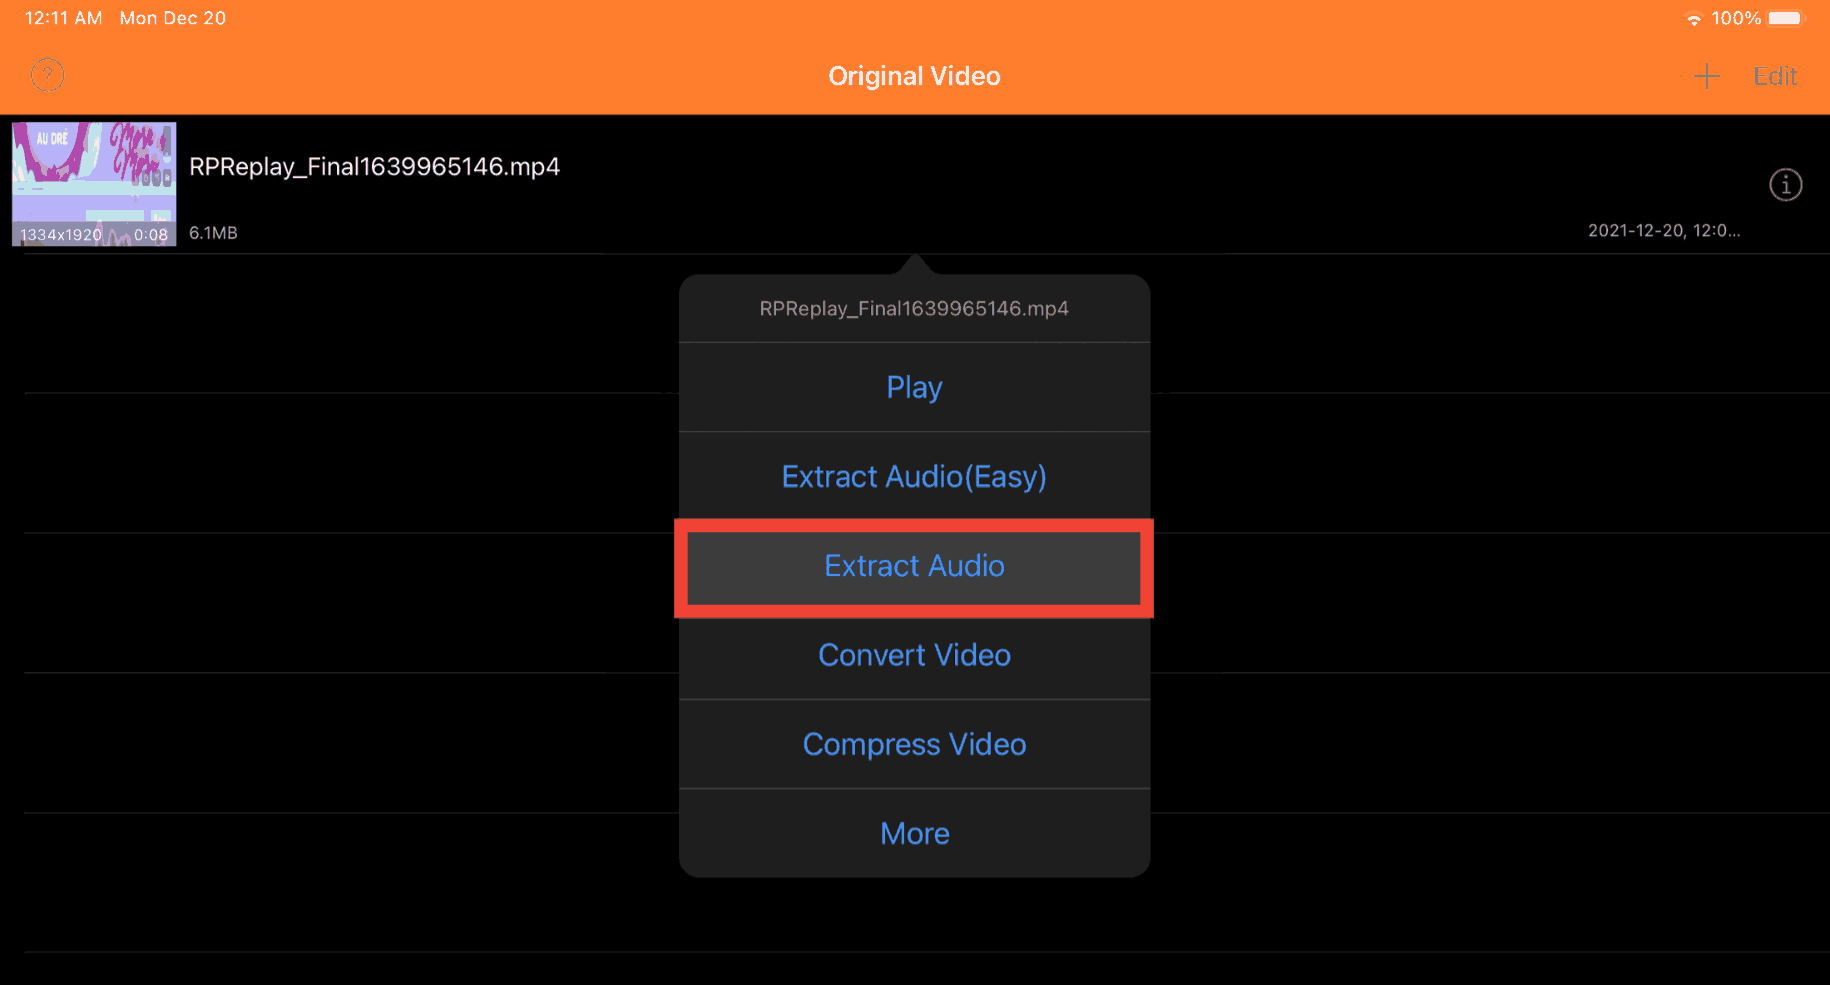 12:11 AM Mon Dec 20
100%
Original Video
Edit
AU DRÉ
RPReplay_Final1639965146.mp4
1334x1920 0:08
6.1MB
2021-12-20, 12:0...
RPReplay_Final1639965146.mp4
Play
Extract Audio(Easy)
Extract Audio
Convert Video
Compress Video
More